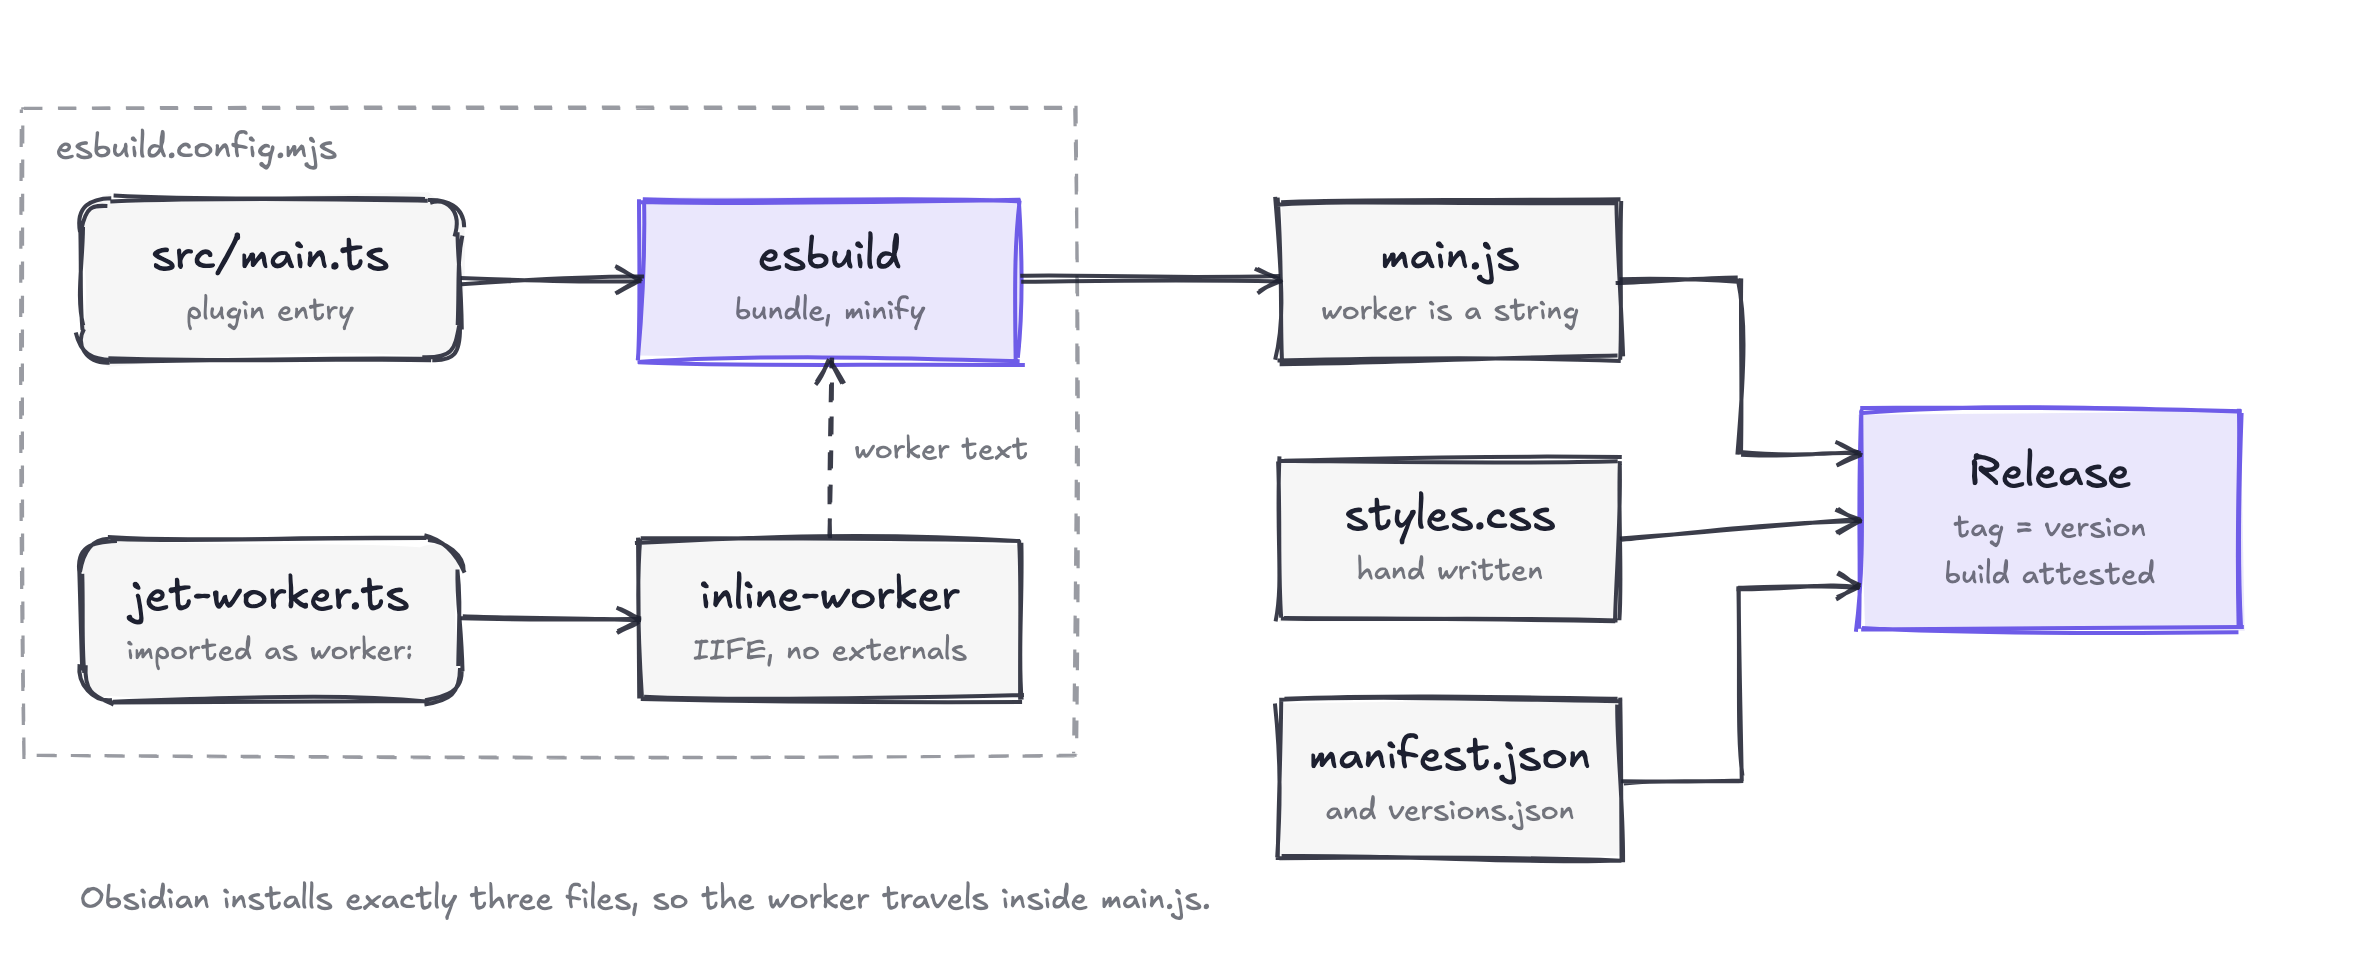 esbuild.config.mjs
src/main.ts
plugin entry
esbuild
bundle, minify
main.js
worker is a string
worker text
styles.css
hand written
Release
tag = version
build attested
jet-worker.ts
imported as worker:
inline-worker
IIFE, no externals
manifest.json
and versions.json
Obsidian installs exactly three files, so the worker travels inside main.js.